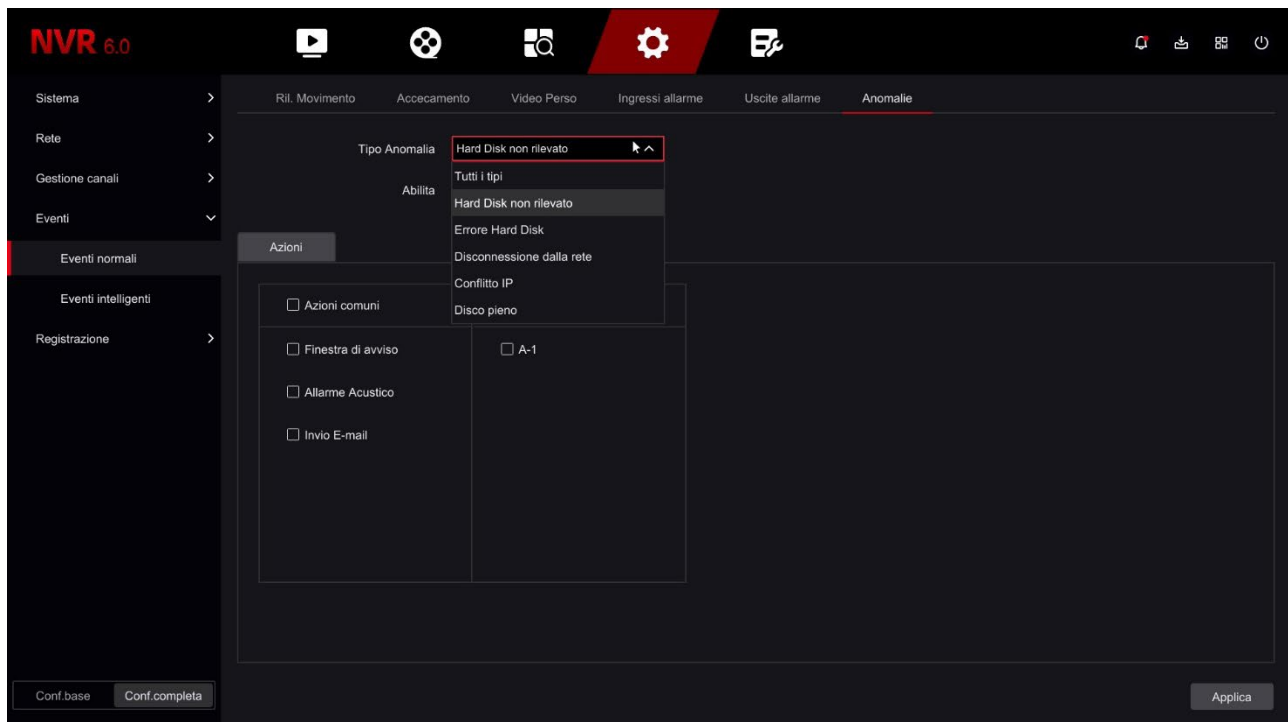 NVR 6.0
Sistema
Rete
Gestione canali
Eventi
Eventi normali
Eventi intelligenti
Registrazione
Conf.base Conf.completa
Ril. Movimento Accecamento Video Perso Ingressi allarme Uscite allarme Anomalie
Tipo Anomalia Hard Disk non rilevato
Tutti i tipi
Abilita
Hard Disk non rilevato
Errore Hard Disk
Disconnessione dalla rete
Conflitto IP
Disco pieno
Azioni
Azioni comuni
Finestra di avviso A-1
Allarme Acustico
Invio E-mail
Applica